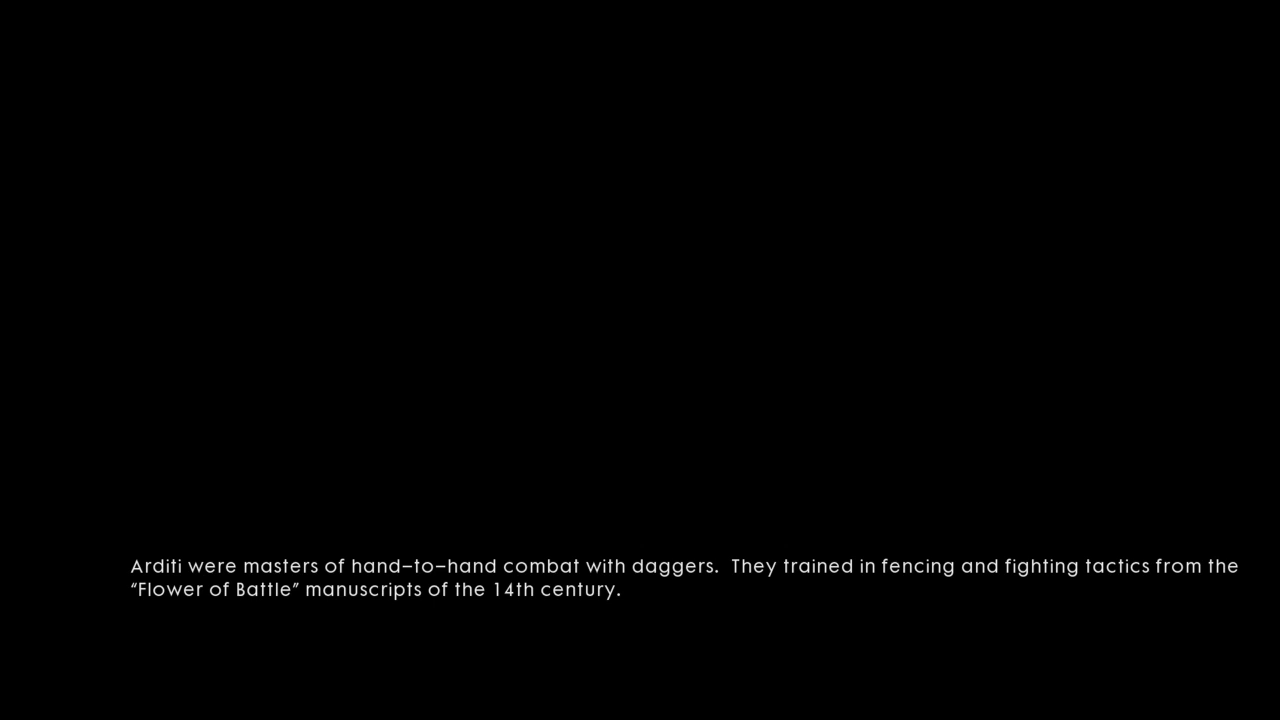 Arditi were masters of hand-to-hand combat with daggers.  They trained in fencing and fighting tactics from the
“Flower of Battle” manuscripts of the 14th century.